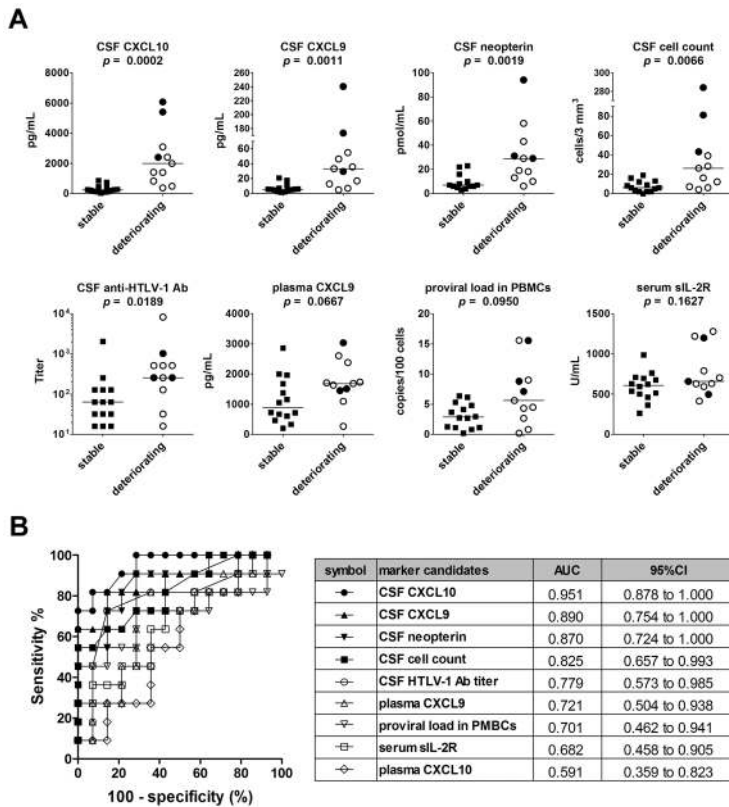 A
CSF CXCL10
p = 0.0002
pg/mL
8000
6000
4000
2000
0
stable
deteriorating
CSF CXCL9
p = 0.0011
pg/mL
260
220
180
140
100
60
40
20
0
stable
deteriorating
CSF neopterin
p = 0.0019
pmol/mL
100
80
60
40
20
0
stable
deteriorating
CSF cell count
p = 0.0066
cells/3 mm³
300
200
100
80
60
40
20
0
stable
deteriorating
CSF anti-HTLV-1 Ab
p = 0.0189
Titer
10⁴
10³
10²
10¹
stable
deteriorating
plasma CXCL9
p = 0.0667
pg/mL
4000
3000
2000
1000
0
stable
deteriorating
proviral load in PBMCs
p = 0.0950
copies/100 cells
20
15
10
5
0
stable
deteriorating
serum sIL-2R
p = 0.1627
U/mL
1500
1000
500
0
stable
deteriorating
B
Sensitivity %
100
80
60
40
20
0
0 20 40 60 80 100
100 - specificity (%)
symbol marker candidates AUC 95%CI
CSF CXCL10 0.951 0.878 to 1.000
CSF CXCL9 0.890 0.754 to 1.000
CSF neopterin 0.870 0.724 to 1.000
CSF cell count 0.825 0.657 to 0.993
CSF HTLV-1 Ab titer 0.779 0.573 to 0.985
plasma CXCL9 0.721 0.504 to 0.938
proviral load in PMBCs 0.701 0.462 to 0.941
serum sIL-2R 0.682 0.458 to 0.905
plasma CXCL10 0.591 0.359 to 0.823